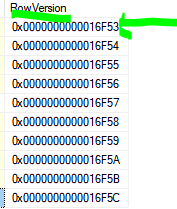 RowVersion
0x0000000000016F53
0x0000000000016F54
0x0000000000016F55
0x0000000000016F56
0x0000000000016F57
0x0000000000016F58
0x0000000000016F59
0x0000000000016F5A
0x0000000000016F5B
0x0000000000016F5C